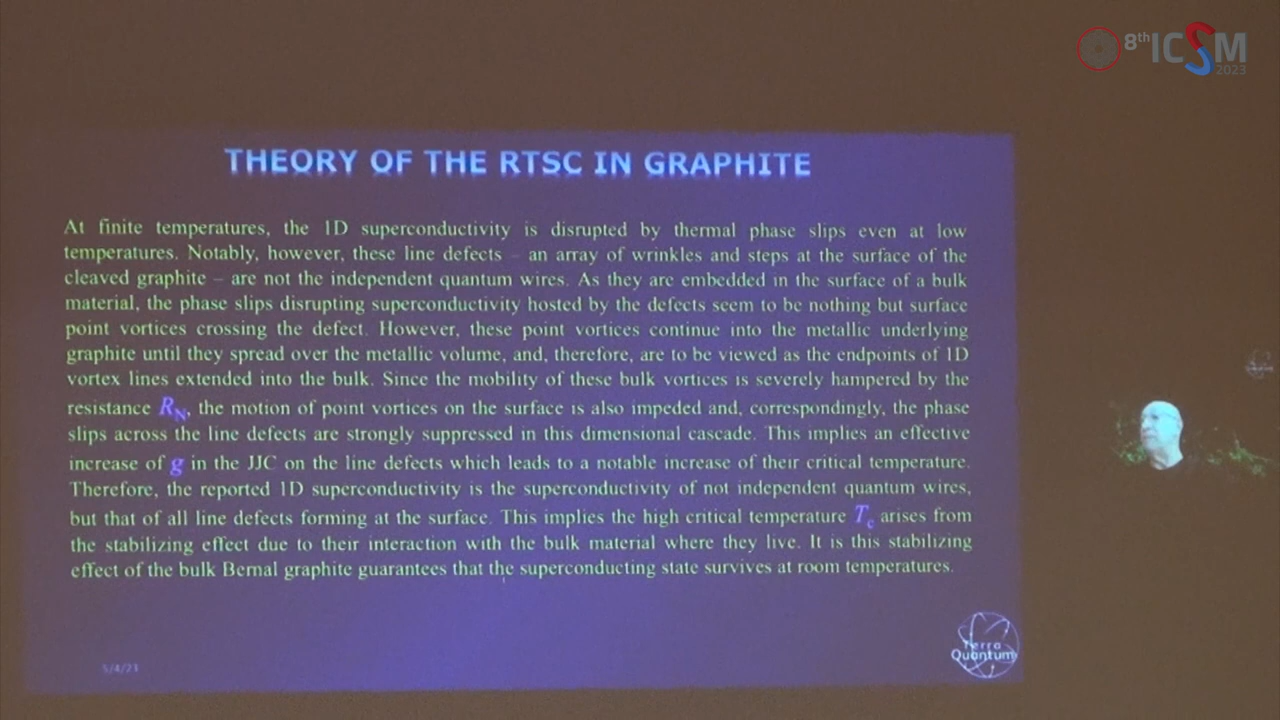 8th ICSM
2023
THEORY OF THE RTSC IN GRAPHITE
At finite temperatures, the 1D superconductivity is disrupted by thermal phase slips even at low
temperatures. Notably, however, these line defects – an array of wrinkles and steps at the surface of the
cleaved graphite – are not the independent quantum wires. As they are embedded in the surface of a bulk
material, the phase slips disrupting superconductivity hosted by the defects seem to be nothing but surface
point vortices crossing the defect. However, these point vortices continue into the metallic underlying
graphite until they spread over the metallic volume, and, therefore, are to be viewed as the endpoints of 1D
vortex lines extended into the bulk. Since the mobility of these bulk vortices is severely hampered by the
resistance R_N, the motion of point vortices on the surface is also impeded and, correspondingly, the phase
slips across the line defects are strongly suppressed in this dimensional cascade. This implies an effective
increase of g in the JJC on the line defects which leads to a notable increase of their critical temperature.
Therefore, the reported 1D superconductivity is the superconductivity of not independent quantum wires,
but that of all line defects forming at the surface. This implies the high critical temperature T_c arises from
the stabilizing effect due to their interaction with the bulk material where they live. It is this stabilizing
effect of the bulk Bernal graphite guarantees that the superconducting state survives at room temperatures.
Terra
Quantum
5/4/23